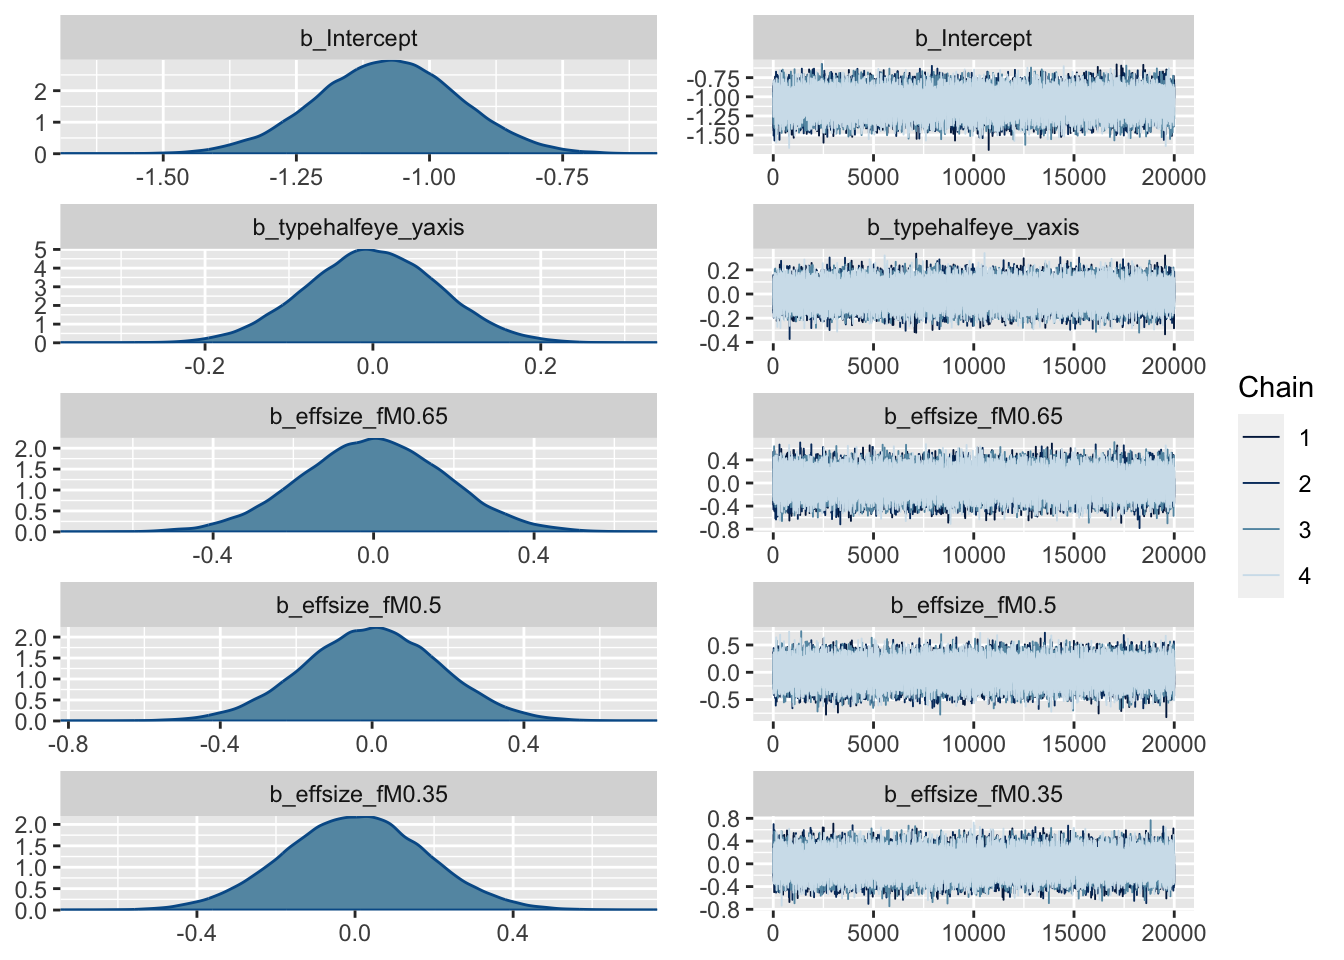 b_Intercept
b_Intercept
2
1
0
-1.50 -1.25 -1.00 -0.75
-0.75
-1.00
-1.25
-1.50
0 5000 10000 15000 20000
b_typehalfeye_yaxis
b_typehalfeye_yaxis
5
4
3
2
1
0
-0.2 0.0 0.2
0.2
0.0
-0.2
-0.4
0 5000 10000 15000 20000
b_effsize_fM0.65
b_effsize_fM0.65
2.0
1.5
1.0
0.5
0.0
-0.4 0.0 0.4
0.4
0.0
-0.4
-0.8
0 5000 10000 15000 20000
b_effsize_fM0.5
b_effsize_fM0.5
2.0
1.5
1.0
0.5
0.0
-0.8 -0.4 0.0 0.4
0.5
0.0
-0.5
0 5000 10000 15000 20000
b_effsize_fM0.35
b_effsize_fM0.35
2.0
1.5
1.0
0.5
0.0
-0.4 0.0 0.4
0.8
0.4
0.0
-0.4
-0.8
0 5000 10000 15000 20000
Chain
1
2
3
4